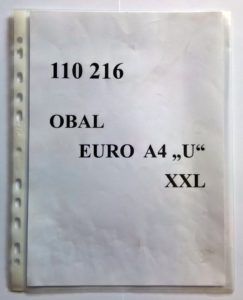 110 216
OBAL
EURO A4 „U“
XXL